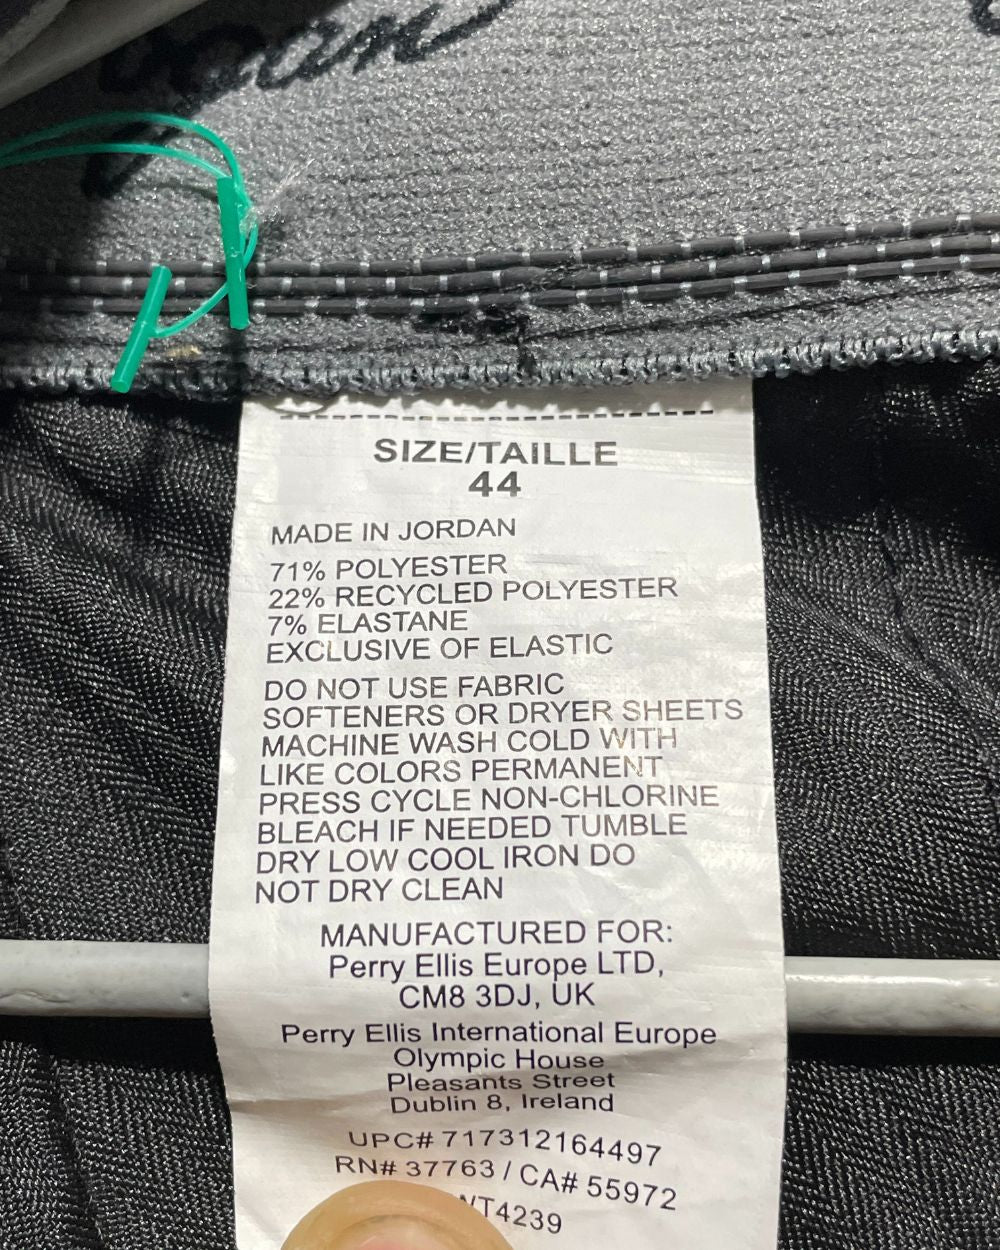 SIZE/TAILLE
44
MADE IN JORDAN
71% POLYESTER
22% RECYCLED POLYESTER
7% ELASTANE
EXCLUSIVE OF ELASTIC
DO NOT USE FABRIC
SOFTENERS OR DRYER SHEETS
MACHINE WASH COLD WITH
LIKE COLORS PERMANENT
PRESS CYCLE NON-CHLORINE
BLEACH IF NEEDED TUMBLE
DRY LOW COOL IRON DO
NOT DRY CLEAN
MANUFACTURED FOR:
Perry Ellis Europe LTD,
CM8 3DJ, UK
Perry Ellis International Europe
Olympic House
Pleasants Street
Dublin 8, Ireland
UPC# 717312164497
RN# 37763 / CA# 55972